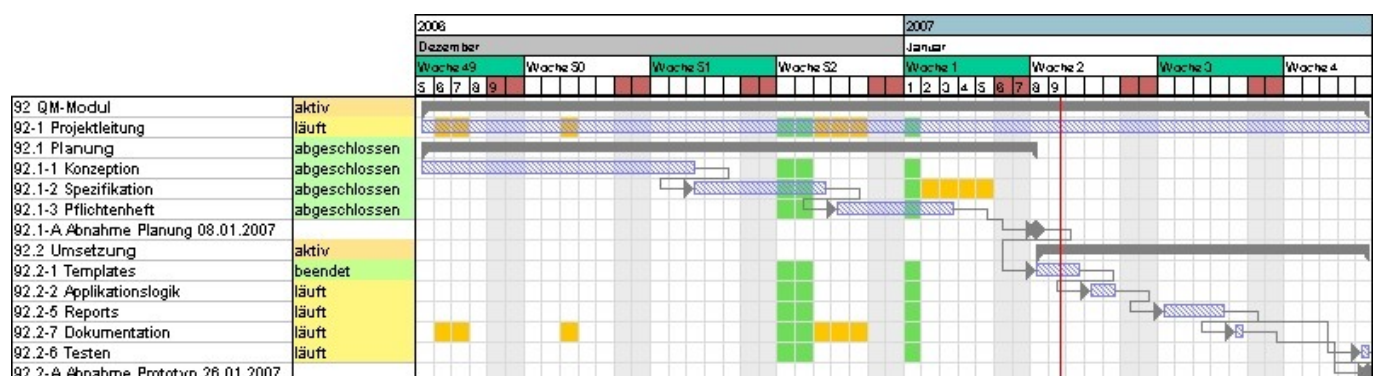 2006 2007
Dezember Januar
Woche 49 Woche 50 Woche 51 Woche 52 Woche 1 Woche 2 Woche 3 Woche 4
5 6 7 8 9 1 2 3 4 5 6 7 8 9
92 QM-Modul aktiv
92-1 Projektleitung läuft
92.1 Planung abgeschlossen
92.1-1 Konzeption abgeschlossen
92.1-2 Spezifikation abgeschlossen
92.1-3 Pflichtenheft abgeschlossen
92.1-A Abnahme Planung 08.01.2007
92.2 Umsetzung aktiv
92.2-1 Templates beendet
92.2-2 Applikationslogik läuft
92.2-5 Reports läuft
92.2-7 Dokumentation läuft
92.2-6 Testen läuft
92.2-A Abnahme Prototyp 26.01.2007